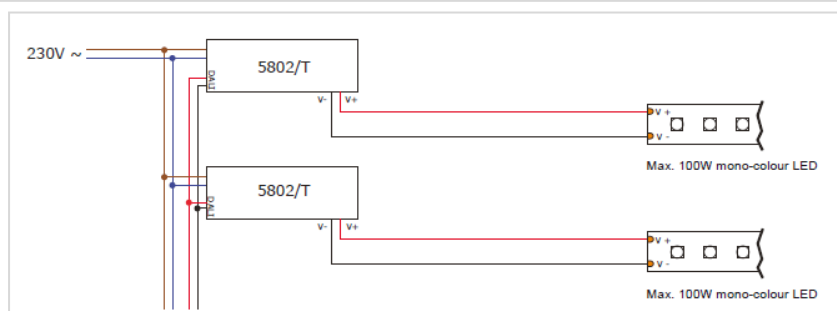 230V ~
5802/T
DALI
V- V+
V +
V -
Max. 100W mono-colour LED
5802/T
DALI
V- V+
V +
V -
Max. 100W mono-colour LED